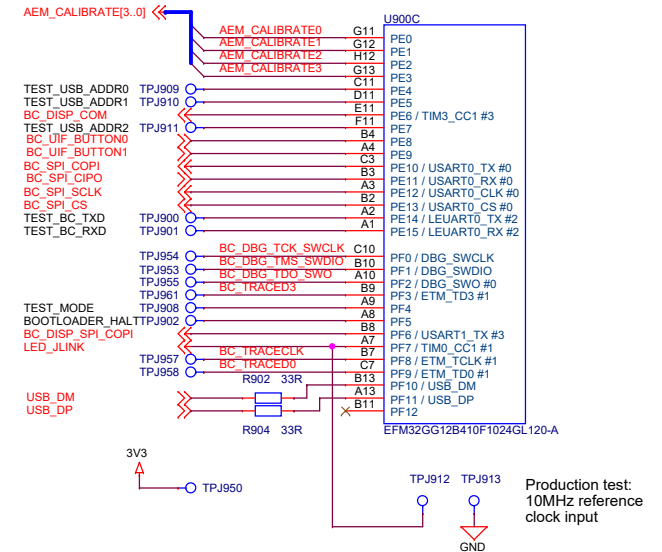 AEM_CALIBRATE[3..0]
U900C
AEM_CALIBRATE0 G11 PE0
AEM_CALIBRATE1 G12 PE1
AEM_CALIBRATE2 H12 PE2
AEM_CALIBRATE3 G13 PE3
TEST_USB_ADDR0 TPJ909 C11 PE4
TEST_USB_ADDR1 TPJ910 D11 PE5
BC_DISP_COM E11 PE6 / TIM3_CC1 #3
TEST_USB_ADDR2 TPJ911 F11 PE7
BC_UIF_BUTTON0 B4 PE8
BC_UIF_BUTTON1 A4 PE9
BC_SPI_COPI C3 PE10 / USART0_TX #0
BC_SPI_CIPO B3 PE11 / USART0_RX #0
BC_SPI_SCLK A3 PE12 / USART0_CLK #0
BC_SPI_CS B2 PE13 / USART0_CS #0
TEST_BC_TXD TPJ900 A2 PE14 / LEUART0_TX #2
TEST_BC_RXD TPJ901 A1 PE15 / LEUART0_RX #2
TPJ954 BC_DBG_TCK_SWCLK C10 PF0 / DBG_SWCLK
TPJ953 BC_DBG_TMS_SWDIO B10 PF1 / DBG_SWDIO
TPJ955 BC_DBG_TDO_SWO A10 PF2 / DBG_SWO #0
TPJ961 BC_TRACED3 B9 PF3 / ETM_TD3 #1
TEST_MODE TPJ908 A9 PF4
BOOTLOADER_HALT TPJ902 A8 PF5
BC_DISP_SPI_COPI B8 PF6 / USART1_TX #3
LED_JLINK A7 PF7 / TIM0_CC1 #1
TPJ957 BC_TRACECLK B7 PF8 / ETM_TCLK #1
TPJ958 BC_TRACED0 C7 PF9 / ETM_TD0 #1
USB_DM R902 33R B13 PF10 / USB_DM
USB_DP A13 PF11 / USB_DP
B11 PF12
R904 33R
EFM32GG12B410F1024GL120-A
3V3
TPJ950
TPJ912 TPJ913
Production test:
10MHz reference
clock input
GND